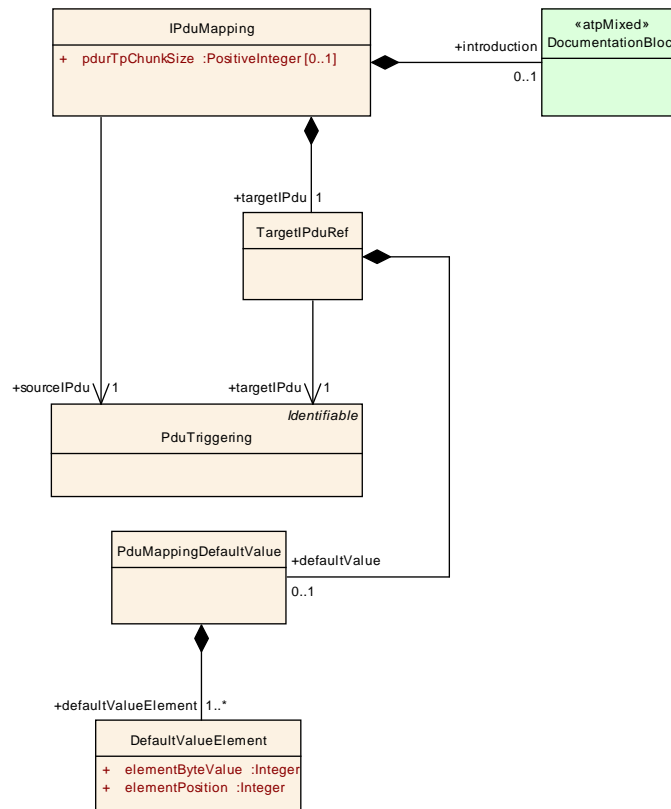 IPduMapping
+ pdurTpChunkSize :PositiveInteger [0..1]
«atpMixed»
DocumentationBloc
+introduction
0..1
+targetIPdu 1
TargetIPduRef
+sourceIPdu 1
+targetIPdu 1
Identifiable
PduTriggering
PduMappingDefaultValue
+defaultValue
0..1
+defaultValueElement 1..*
DefaultValueElement
+ elementByteValue :Integer
+ elementPosition :Integer